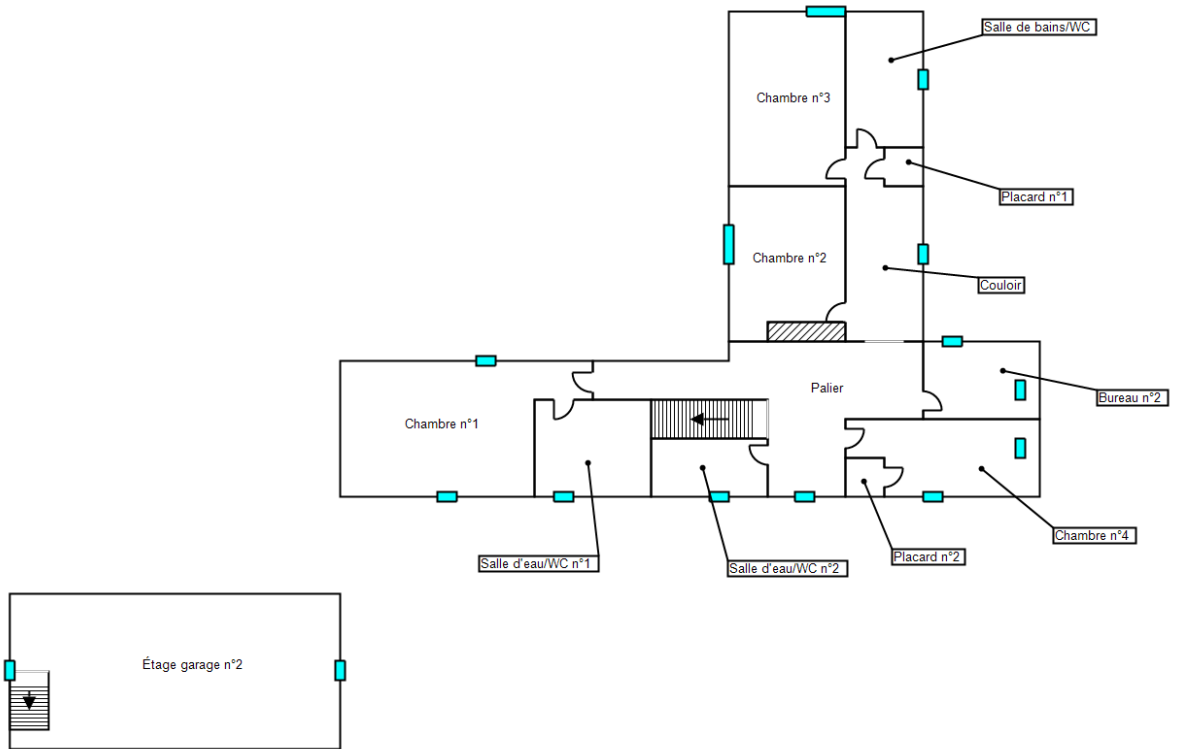 Salle de bains/WC
Chambre n°3
Placard n°1
Chambre n°2
Couloir
Palier
Bureau n°2
Chambre n°1
Chambre n°4
Placard n°2
Salle d'eau/WC n°1
Salle d'eau/WC n°2
Étage garage n°2